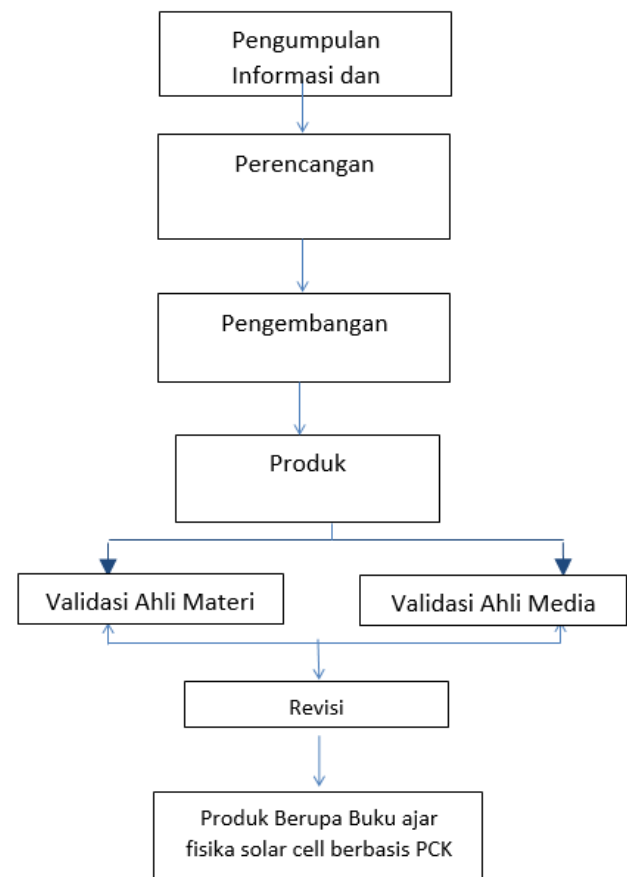 Pengumpulan
Informasi dan
Perencangan
Pengembangan
Produk
Validasi Ahli Materi
Validasi Ahli Media
Revisi
Produk Berupa Buku ajar
fisika solar cell berbasis PCK